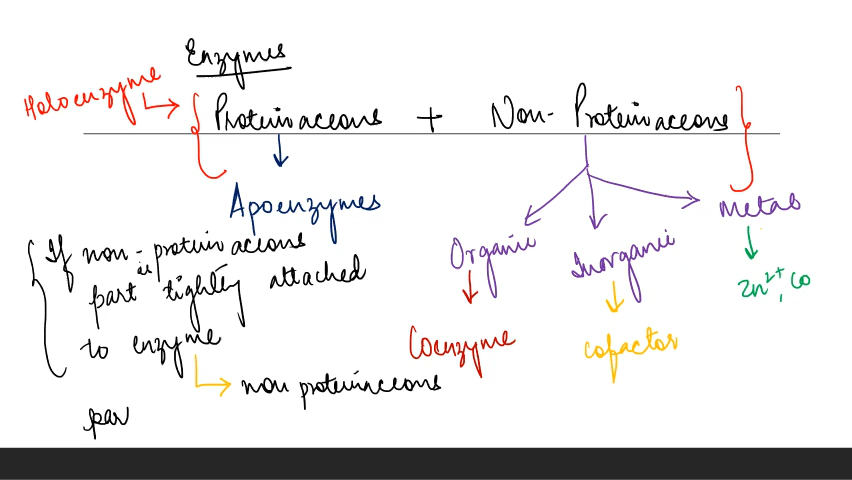 Enzymes
Holoenzyme
Proteinaceous + Non-Proteinaceous
Apoenzymes
Metals
Organic
Inorganic
Zn2+, Co
Coenzyme
cofactor
If non-proteinaceous
part is tightly attached
to enzyme
non proteinaceous
par